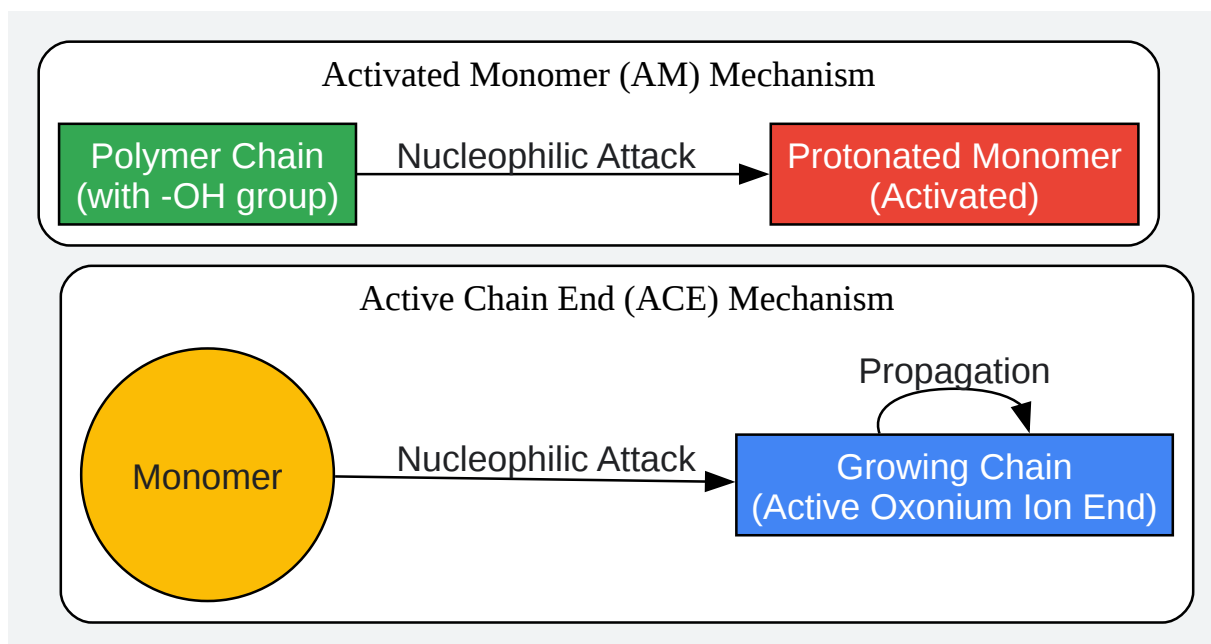 Activated Monomer (AM) Mechanism
Polymer Chain
(with -OH group)
Nucleophilic Attack
Protonated Monomer
(Activated)
Active Chain End (ACE) Mechanism
Monomer
Nucleophilic Attack
Propagation
Growing Chain
(Active Oxonium Ion End)